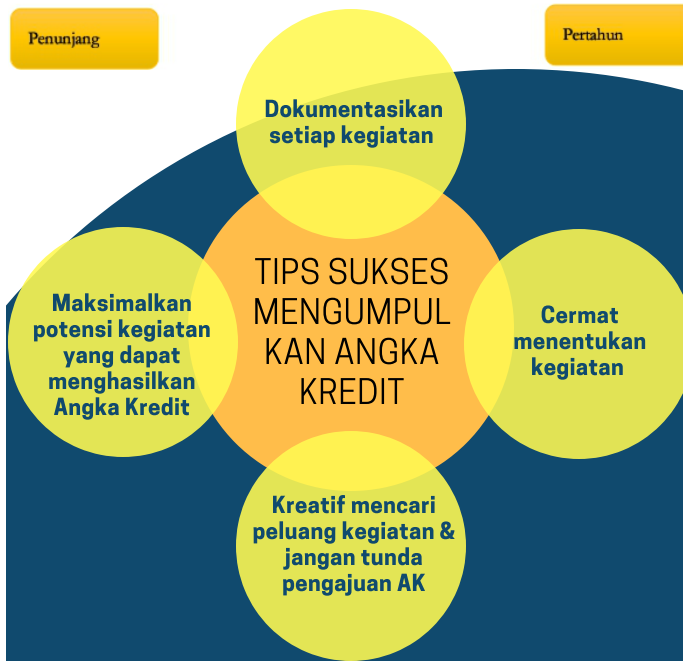 Penunjang
Pertahun
Dokumentasikan
setiap kegiatan
TIPS SUKSES
MENGUMPUL
KAN ANGKA
KREDIT
Maksimalkan
potensi kegiatan
yang dapat
menghasilkan
Angka Kredit
Cermat
menentukan
kegiatan
Kreatif mencari
peluang kegiatan &
jangan tunda
pengajuan AK